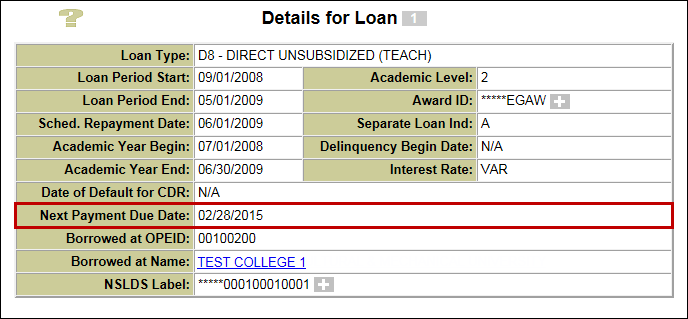 ?
Details for Loan 1
Loan Type: D8 - DIRECT UNSUBSIDIZED (TEACH)
Loan Period Start: 09/01/2008 Academic Level: 2
Loan Period End: 05/01/2009 Award ID: *****EGAW +
Sched. Repayment Date: 06/01/2009 Separate Loan Ind: A
Academic Year Begin: 07/01/2008 Delinquency Begin Date: N/A
Academic Year End: 06/30/2009 Interest Rate: VAR
Date of Default for CDR: N/A
Next Payment Due Date: 02/28/2015
Borrowed at OPEID: 00100200
Borrowed at Name: TEST COLLEGE 1
NSLDS Label: *****000100010001 +